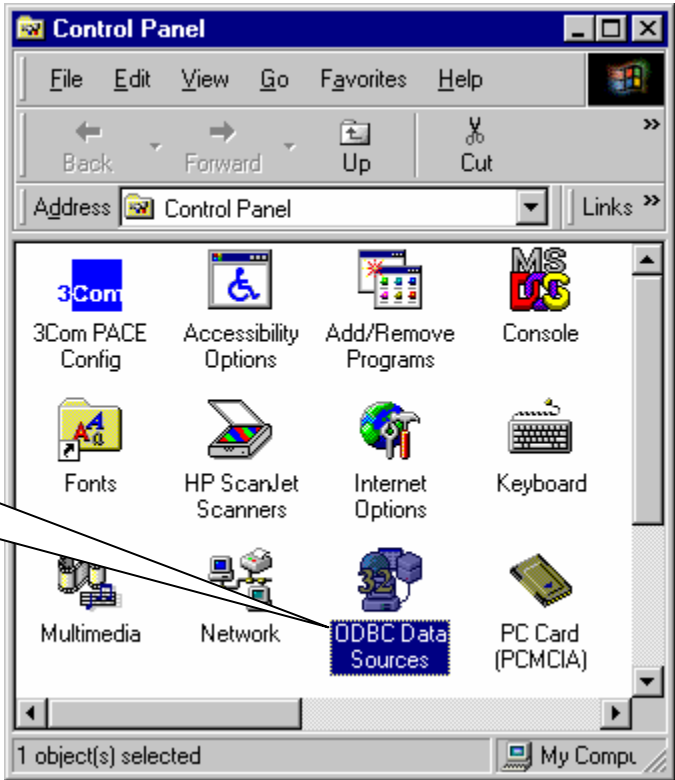 Control Panel
File Edit View Go Favorites Help
Back Forward Up Cut »
Address Control Panel Links »
3Com MS DOS
3Com PACE Config
Accessibility Options
Add/Remove Programs
Console
Fonts
HP ScanJet Scanners
Internet Options
Keyboard
32
Multimedia
Network
ODBC Data Sources
PC Card (PCMCIA)
1 object(s) selected My Compu